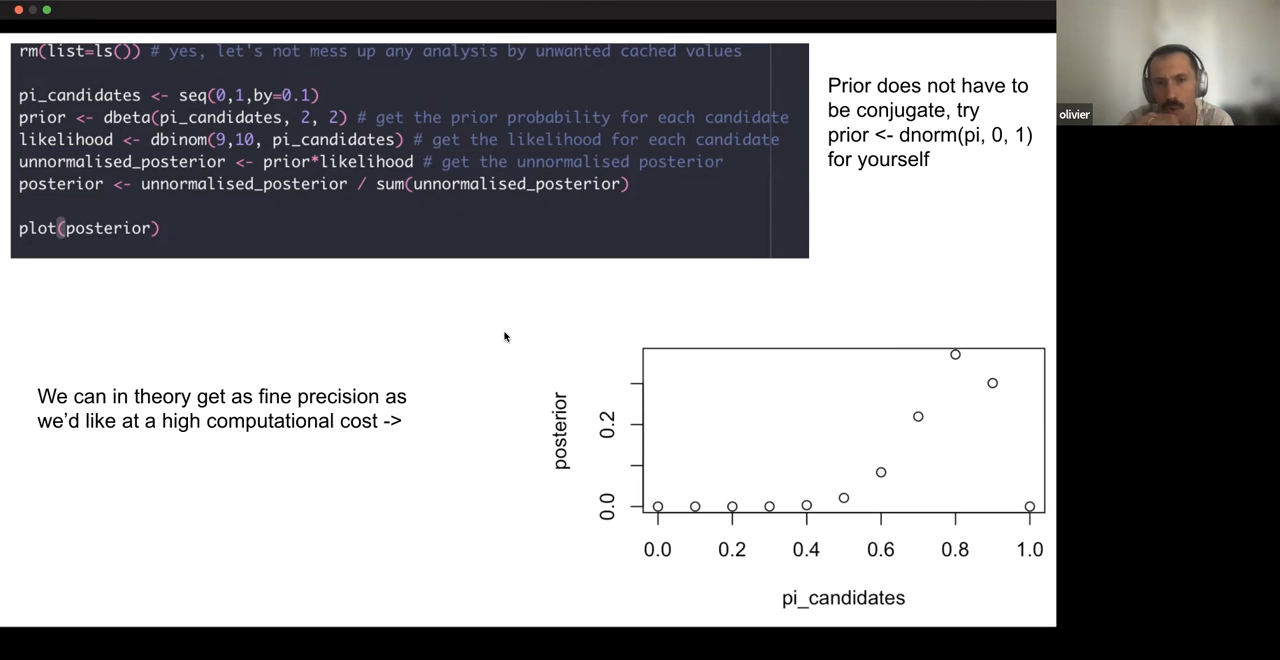 rm(list=ls()) # yes, let's not mess up any analysis by unwanted cached values
pi_candidates <- seq(0,1,by=0.1)
prior <- dbeta(pi_candidates, 2, 2) # get the prior probability for each candidate
likelihood <- dbinom(9,10, pi_candidates) # get the likelihood for each candidate
unnormalised_posterior <- prior*likelihood # get the unnormalised posterior
posterior <- unnormalised_posterior / sum(unnormalised_posterior)
plot(posterior)
Prior does not have to
be conjugate, try
prior <- dnorm(pi, 0, 1)
for yourself
olivier
We can in theory get as fine precision as
we'd like at a high computational cost ->
posterior
0.2
0.0
0.0 0.2 0.4 0.6 0.8 1.0
pi_candidates